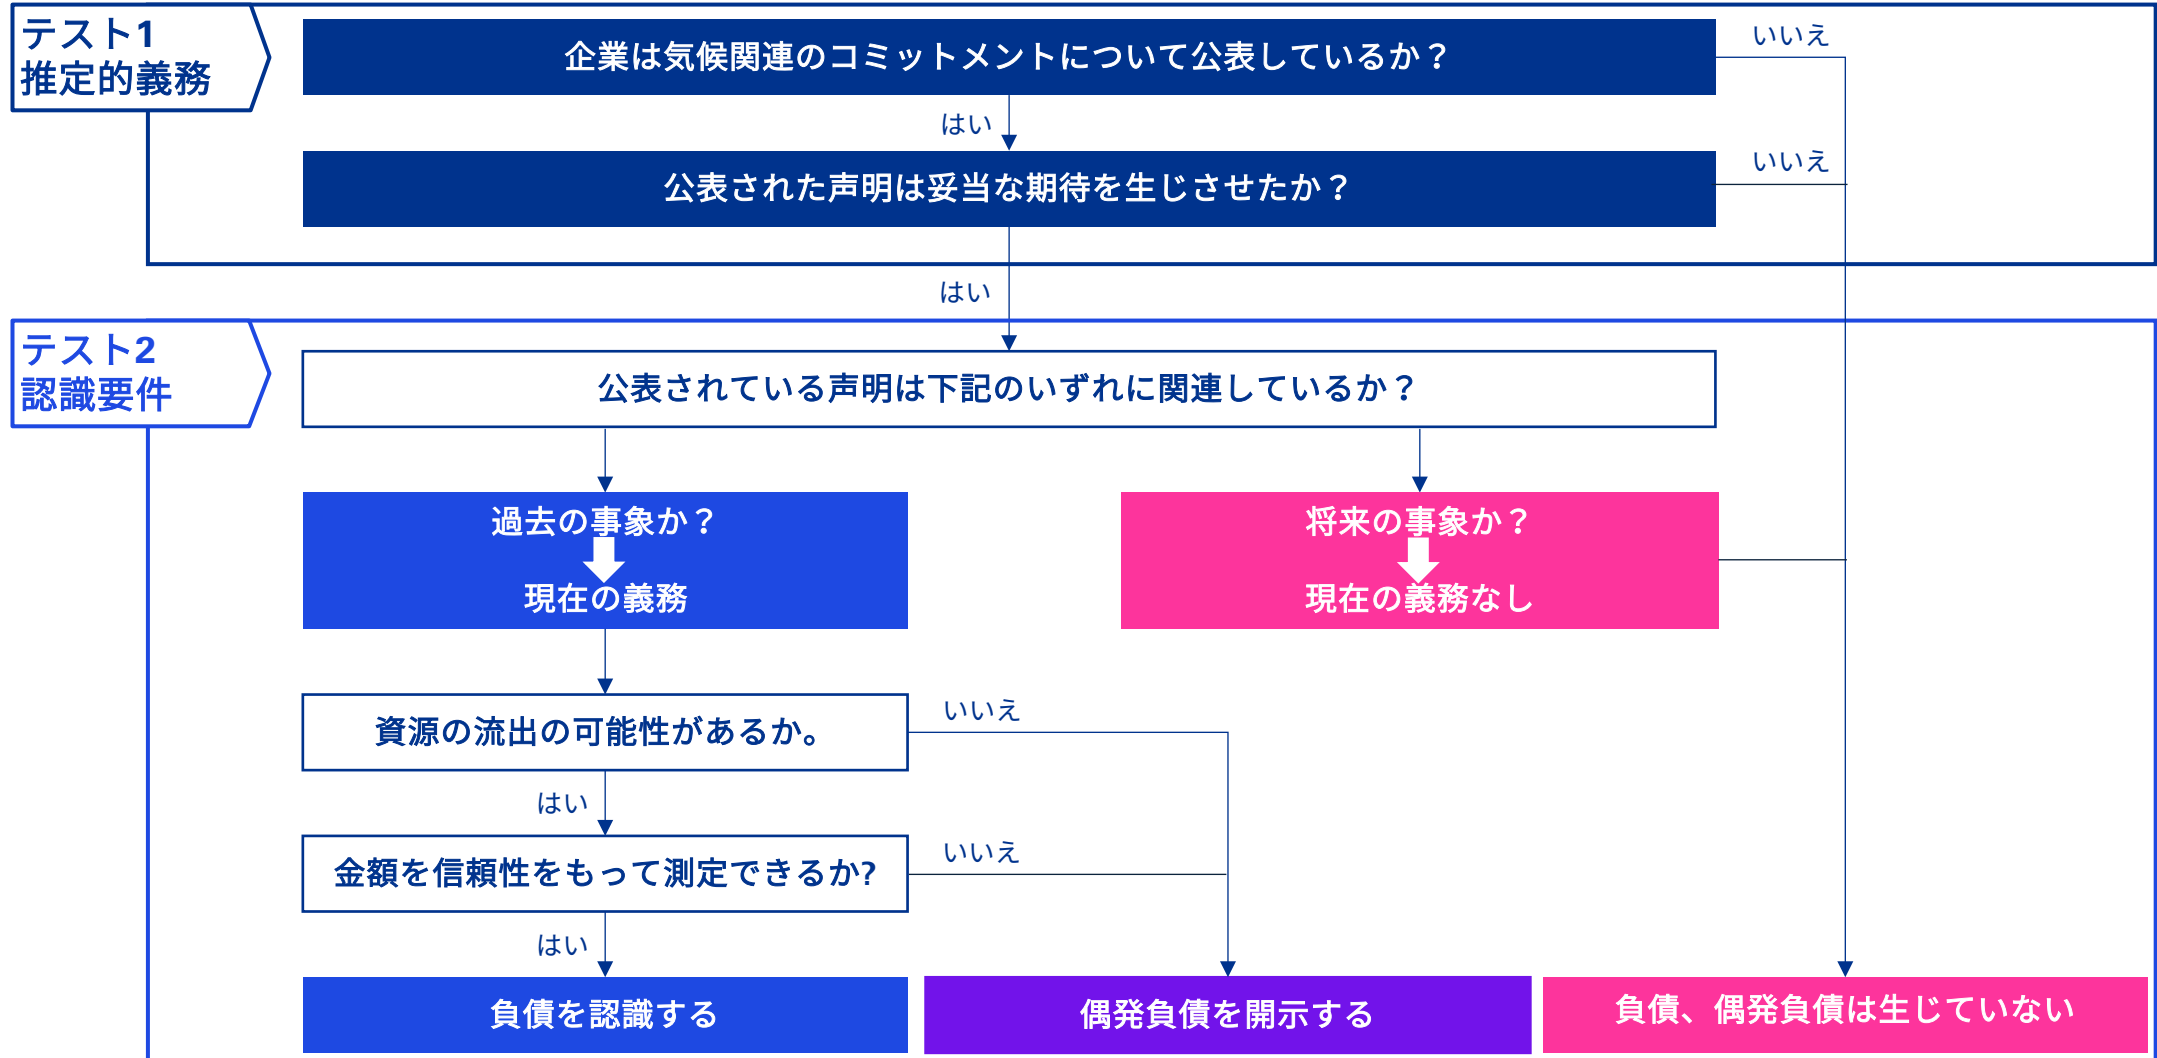 テスト1
推定的義務
企業は気候関連のコミットメントについて公表しているか？
いいえ
はい
公表された声明は妥当な期待を生じさせたか？
いいえ
はい
テスト2
認識要件
公表されている声明は下記のいずれに関連しているか？
過去の事象か？
現在の義務
将来の事象か？
現在の義務なし
資源の流出の可能性があるか。
いいえ
はい
金額を信頼性をもって測定できるか?
いいえ
はい
負債を認識する
偶発負債を開示する
負債、偶発負債は生じていない